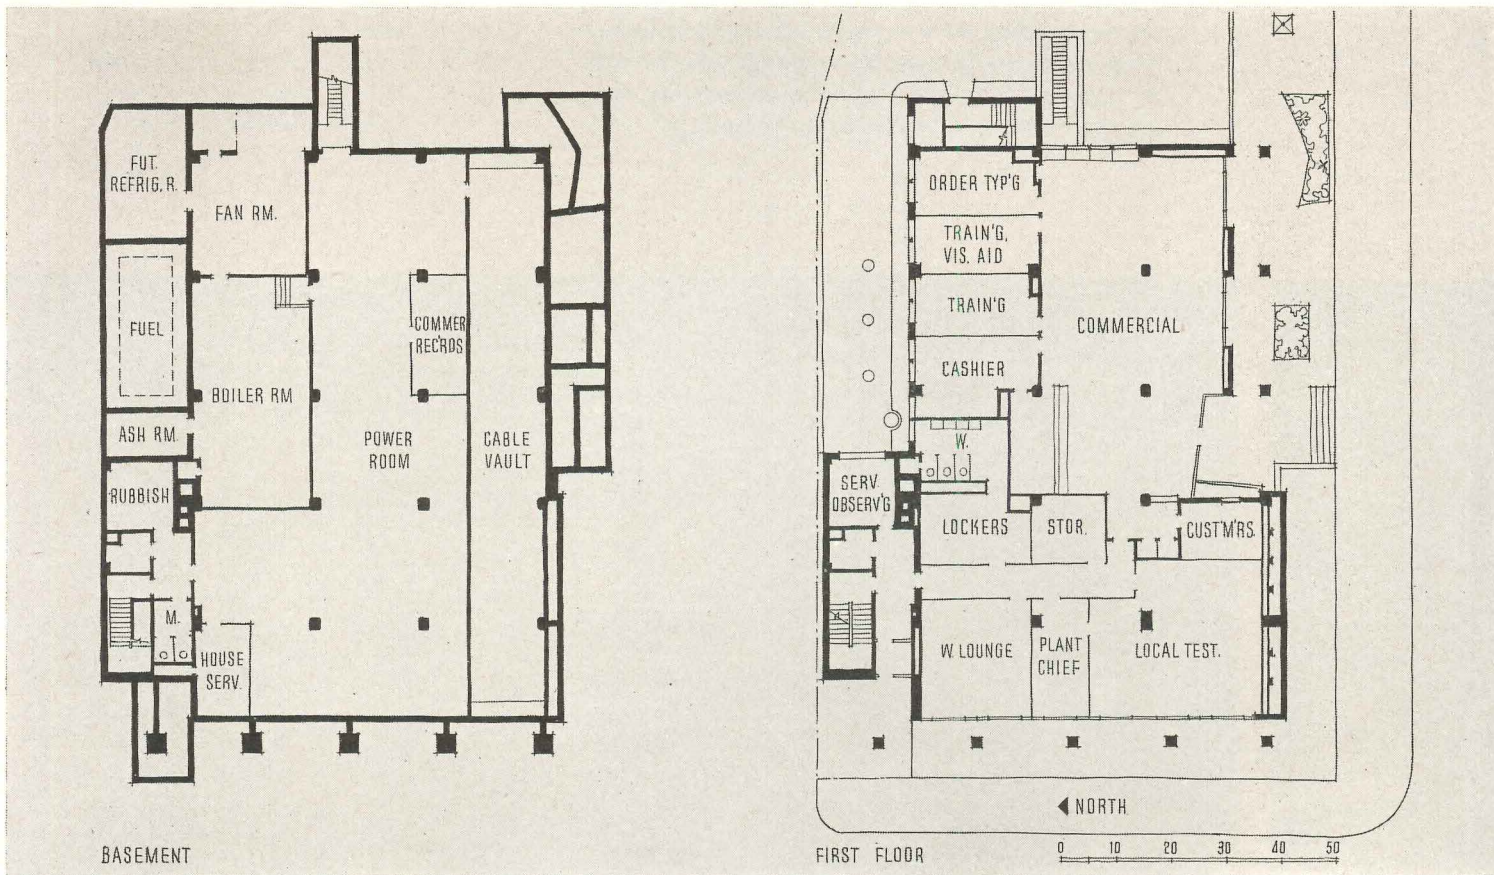 FUT.
REFRIG. R.
FAN RM.
FUEL
BOILER RM
ASH RM.
RUBBISH
COMMER
REC'RDS
POWER
ROOM
CABLE
VAULT
M.
HOUSE
SERV.
BASEMENT
ORDER TYP'G
TRAIN'G,
VIS. AID
TRAIN'G
CASHIER
COMMERCIAL
W.
SERV.
OBSERV'G
LOCKERS
STOR.
CUST'M'RS.
W. LOUNGE
PLANT
CHIEF
LOCAL TEST.
NORTH
FIRST FLOOR
0 10 20 30 40 50